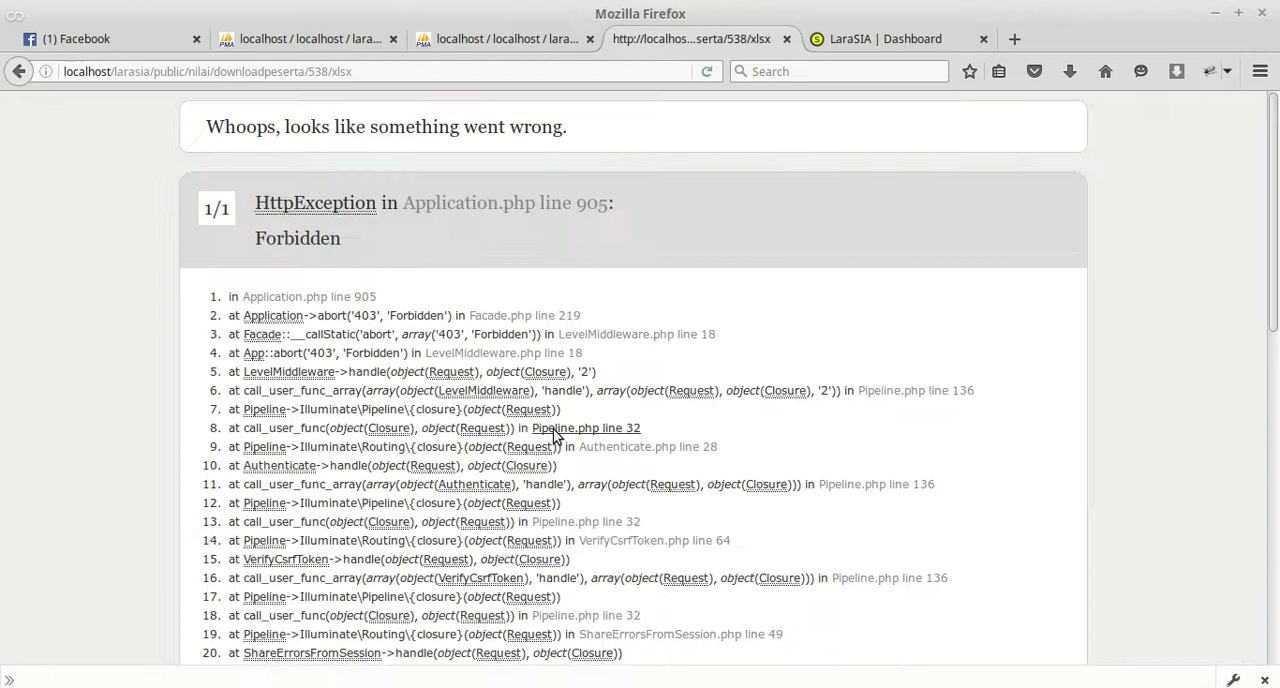 Mozilla Firefox
(1) Facebook
localhost / localhost / lara...
localhost / localhost / lara...
http://localhos...serta/538/xlsx
LaraSIA | Dashboard
localhost/larasia/public/nilai/downloadpeserta/538/xlsx
Search
Whoops, looks like something went wrong.
1/1
HttpException in Application.php line 905:
Forbidden
1. in Application.php line 905
2. at Application->abort('403', 'Forbidden') in Facade.php line 219
3. at Facade::__callStatic('abort', array('403', 'Forbidden')) in LevelMiddleware.php line 18
4. at App::abort('403', 'Forbidden') in LevelMiddleware.php line 18
5. at LevelMiddleware->handle(object(Request), object(Closure), '2')
6. at call_user_func_array(array(object(LevelMiddleware), 'handle'), array(object(Request), object(Closure), '2')) in Pipeline.php line 136
7. at Pipeline->Illuminate\Pipeline\{closure}(object(Request))
8. at call_user_func(object(Closure), object(Request)) in Pipeline.php line 32
9. at Pipeline->Illuminate\Routing\{closure}(object(Request)) in Authenticate.php line 28
10. at Authenticate->handle(object(Request), object(Closure))
11. at call_user_func_array(array(object(Authenticate), 'handle'), array(object(Request), object(Closure))) in Pipeline.php line 136
12. at Pipeline->Illuminate\Pipeline\{closure}(object(Request))
13. at call_user_func(object(Closure), object(Request)) in Pipeline.php line 32
14. at Pipeline->Illuminate\Routing\{closure}(object(Request)) in VerifyCsrfToken.php line 64
15. at VerifyCsrfToken->handle(object(Request), object(Closure))
16. at call_user_func_array(array(object(VerifyCsrfToken), 'handle'), array(object(Request), object(Closure))) in Pipeline.php line 136
17. at Pipeline->Illuminate\Pipeline\{closure}(object(Request))
18. at call_user_func(object(Closure), object(Request)) in Pipeline.php line 32
19. at Pipeline->Illuminate\Routing\{closure}(object(Request)) in ShareErrorsFromSession.php line 49
20. at ShareErrorsFromSession->handle(object(Request), object(Closure))